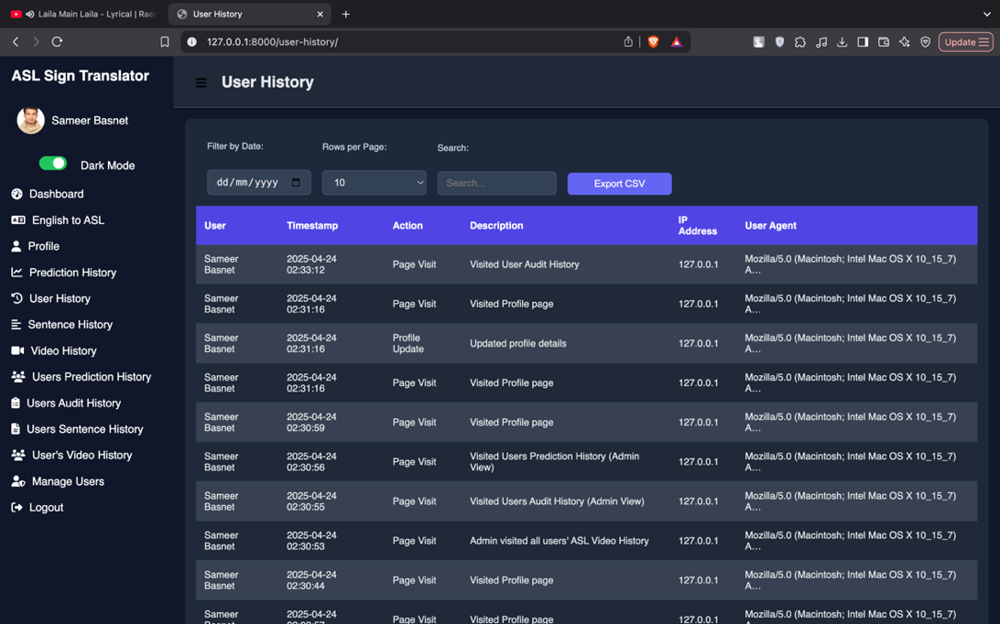 Laila Main Laila - Lyrical | Rae
User History
127.0.0.1:8000/user-history/
Update
ASL Sign Translator
Sameer Basnet
Dark Mode
Dashboard
English to ASL
Profile
Prediction History
User History
Sentence History
Video History
Users Prediction History
Users Audit History
Users Sentence History
User's Video History
Manage Users
Logout
User History
Filter by Date:
Rows per Page:
Search:
dd/mm/yyyy
10
Search...
Export CSV
User Timestamp Action Description IP Address User Agent
Sameer Basnet 2025-04-24 02:33:12 Page Visit Visited User Audit History 127.0.0.1 Mozilla/5.0 (Macintosh; Intel Mac OS X 10_15_7) A...
Sameer Basnet 2025-04-24 02:31:16 Page Visit Visited Profile page 127.0.0.1 Mozilla/5.0 (Macintosh; Intel Mac OS X 10_15_7) A...
Sameer Basnet 2025-04-24 02:31:16 Profile Update Updated profile details 127.0.0.1 Mozilla/5.0 (Macintosh; Intel Mac OS X 10_15_7) A...
Sameer Basnet 2025-04-24 02:31:16 Page Visit Visited Profile page 127.0.0.1 Mozilla/5.0 (Macintosh; Intel Mac OS X 10_15_7) A...
Sameer Basnet 2025-04-24 02:30:59 Page Visit Visited Profile page 127.0.0.1 Mozilla/5.0 (Macintosh; Intel Mac OS X 10_15_7) A...
Sameer Basnet 2025-04-24 02:30:56 Page Visit Visited Users Prediction History (Admin View) 127.0.0.1 Mozilla/5.0 (Macintosh; Intel Mac OS X 10_15_7) A...
Sameer Basnet 2025-04-24 02:30:55 Page Visit Visited Users Audit History (Admin View) 127.0.0.1 Mozilla/5.0 (Macintosh; Intel Mac OS X 10_15_7) A...
Sameer Basnet 2025-04-24 02:30:53 Page Visit Admin visited all users' ASL Video History 127.0.0.1 Mozilla/5.0 (Macintosh; Intel Mac OS X 10_15_7) A...
Sameer Basnet 2025-04-24 02:30:44 Page Visit Visited Profile page 127.0.0.1 Mozilla/5.0 (Macintosh; Intel Mac OS X 10_15_7) A...
Sameer 2025-04-24 Page Visit Visited Profile page 127.0.0.1 Mozilla/5.0 (Macintosh; Intel Mac OS X 10_15_7)